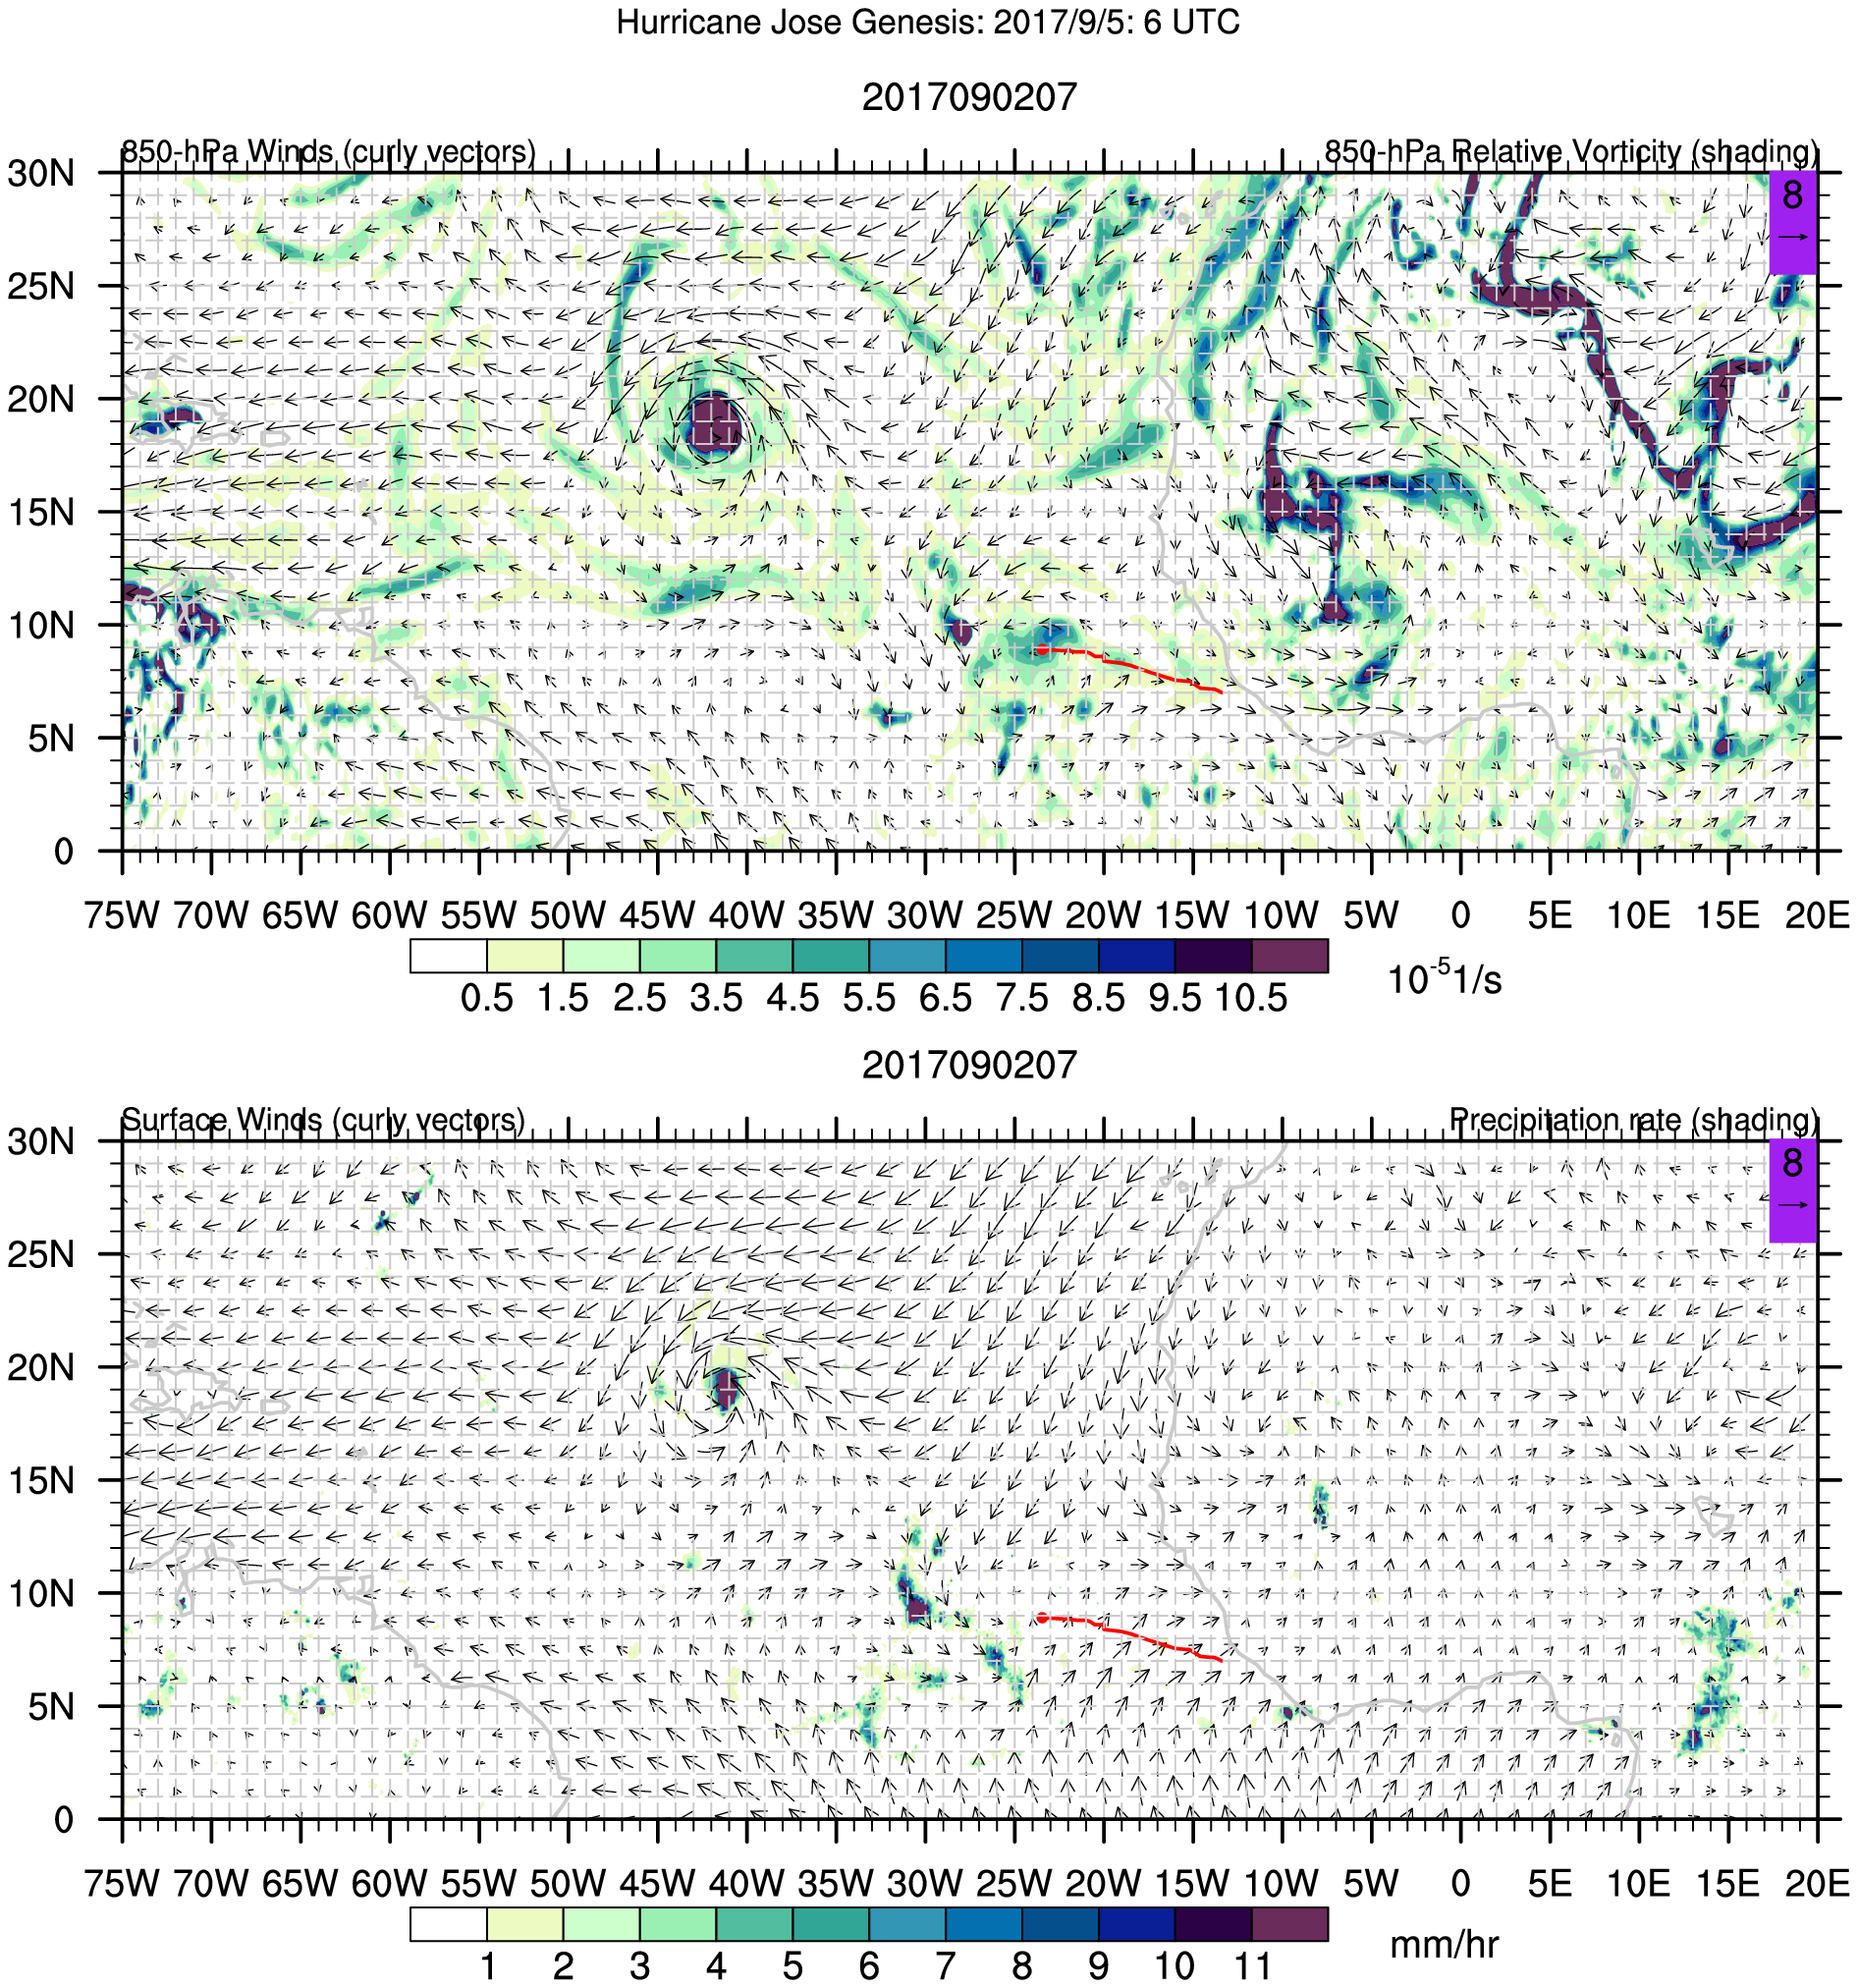 Hurricane Jose Genesis: 2017/9/5: 6 UTC
2017090207
850-hPa Winds (curly vectors) 850-hPa Relative Vorticity (shading)
30N
8
25N
20N
15N
10N
5N
0
75W 70W 65W 60W 55W 50W 45W 40W 35W 30W 25W 20W 15W 10W 5W 0 5E 10E 15E 20E
0.5 1.5 2.5 3.5 4.5 5.5 6.5 7.5 8.5 9.5 10.5
10-51/s
2017090207
Surface Winds (curly vectors) Precipitation rate (shading)
30N
8
25N
20N
15N
10N
5N
0
75W 70W 65W 60W 55W 50W 45W 40W 35W 30W 25W 20W 15W 10W 5W 0 5E 10E 15E 20E
1 2 3 4 5 6 7 8 9 10 11
mm/hr